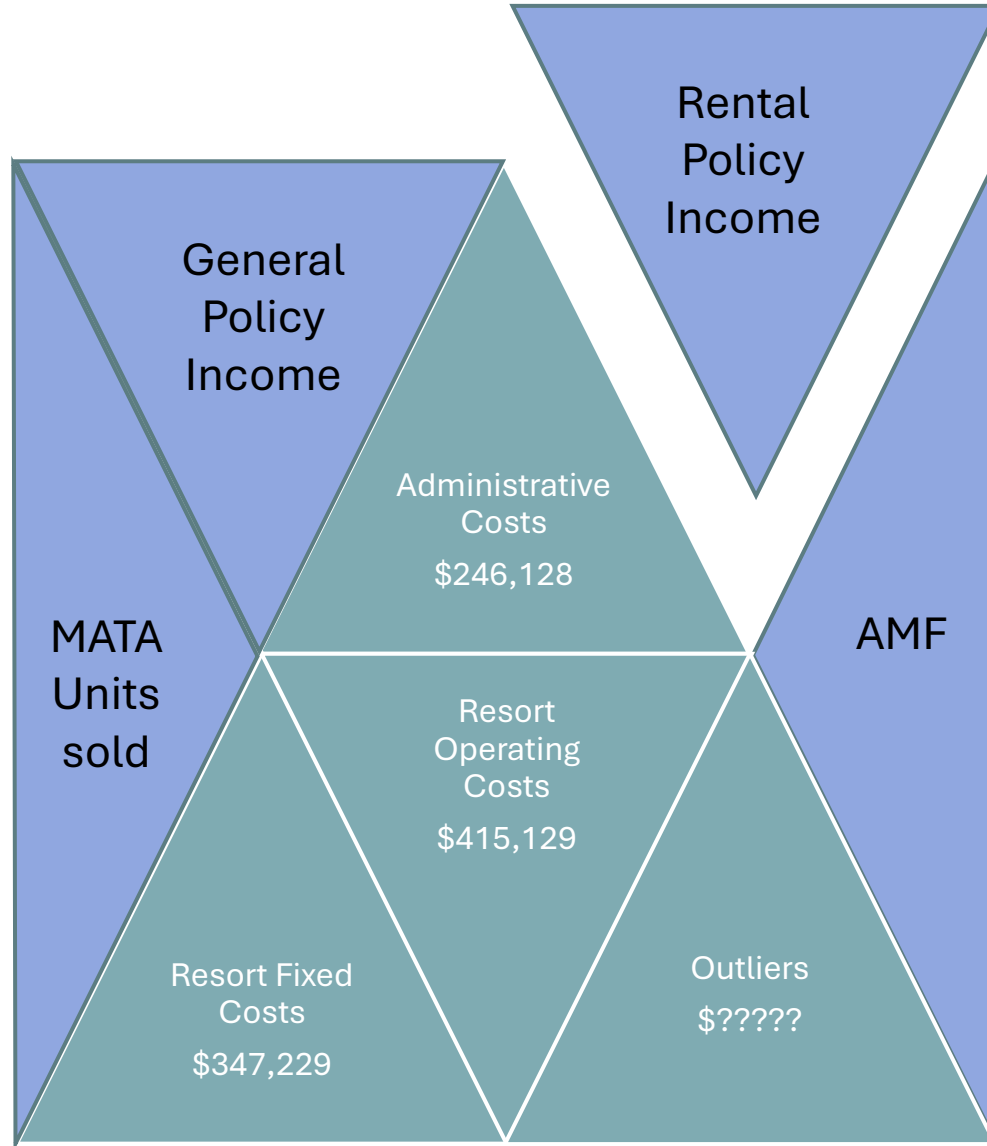 Rental
Policy
Income
General
Policy
Income
Administrative
Costs
$246,128
MATA
Units
sold
AMF
Resort
Operating
Costs
$415,129
Resort Fixed
Costs
$347,229
Outliers
$?????